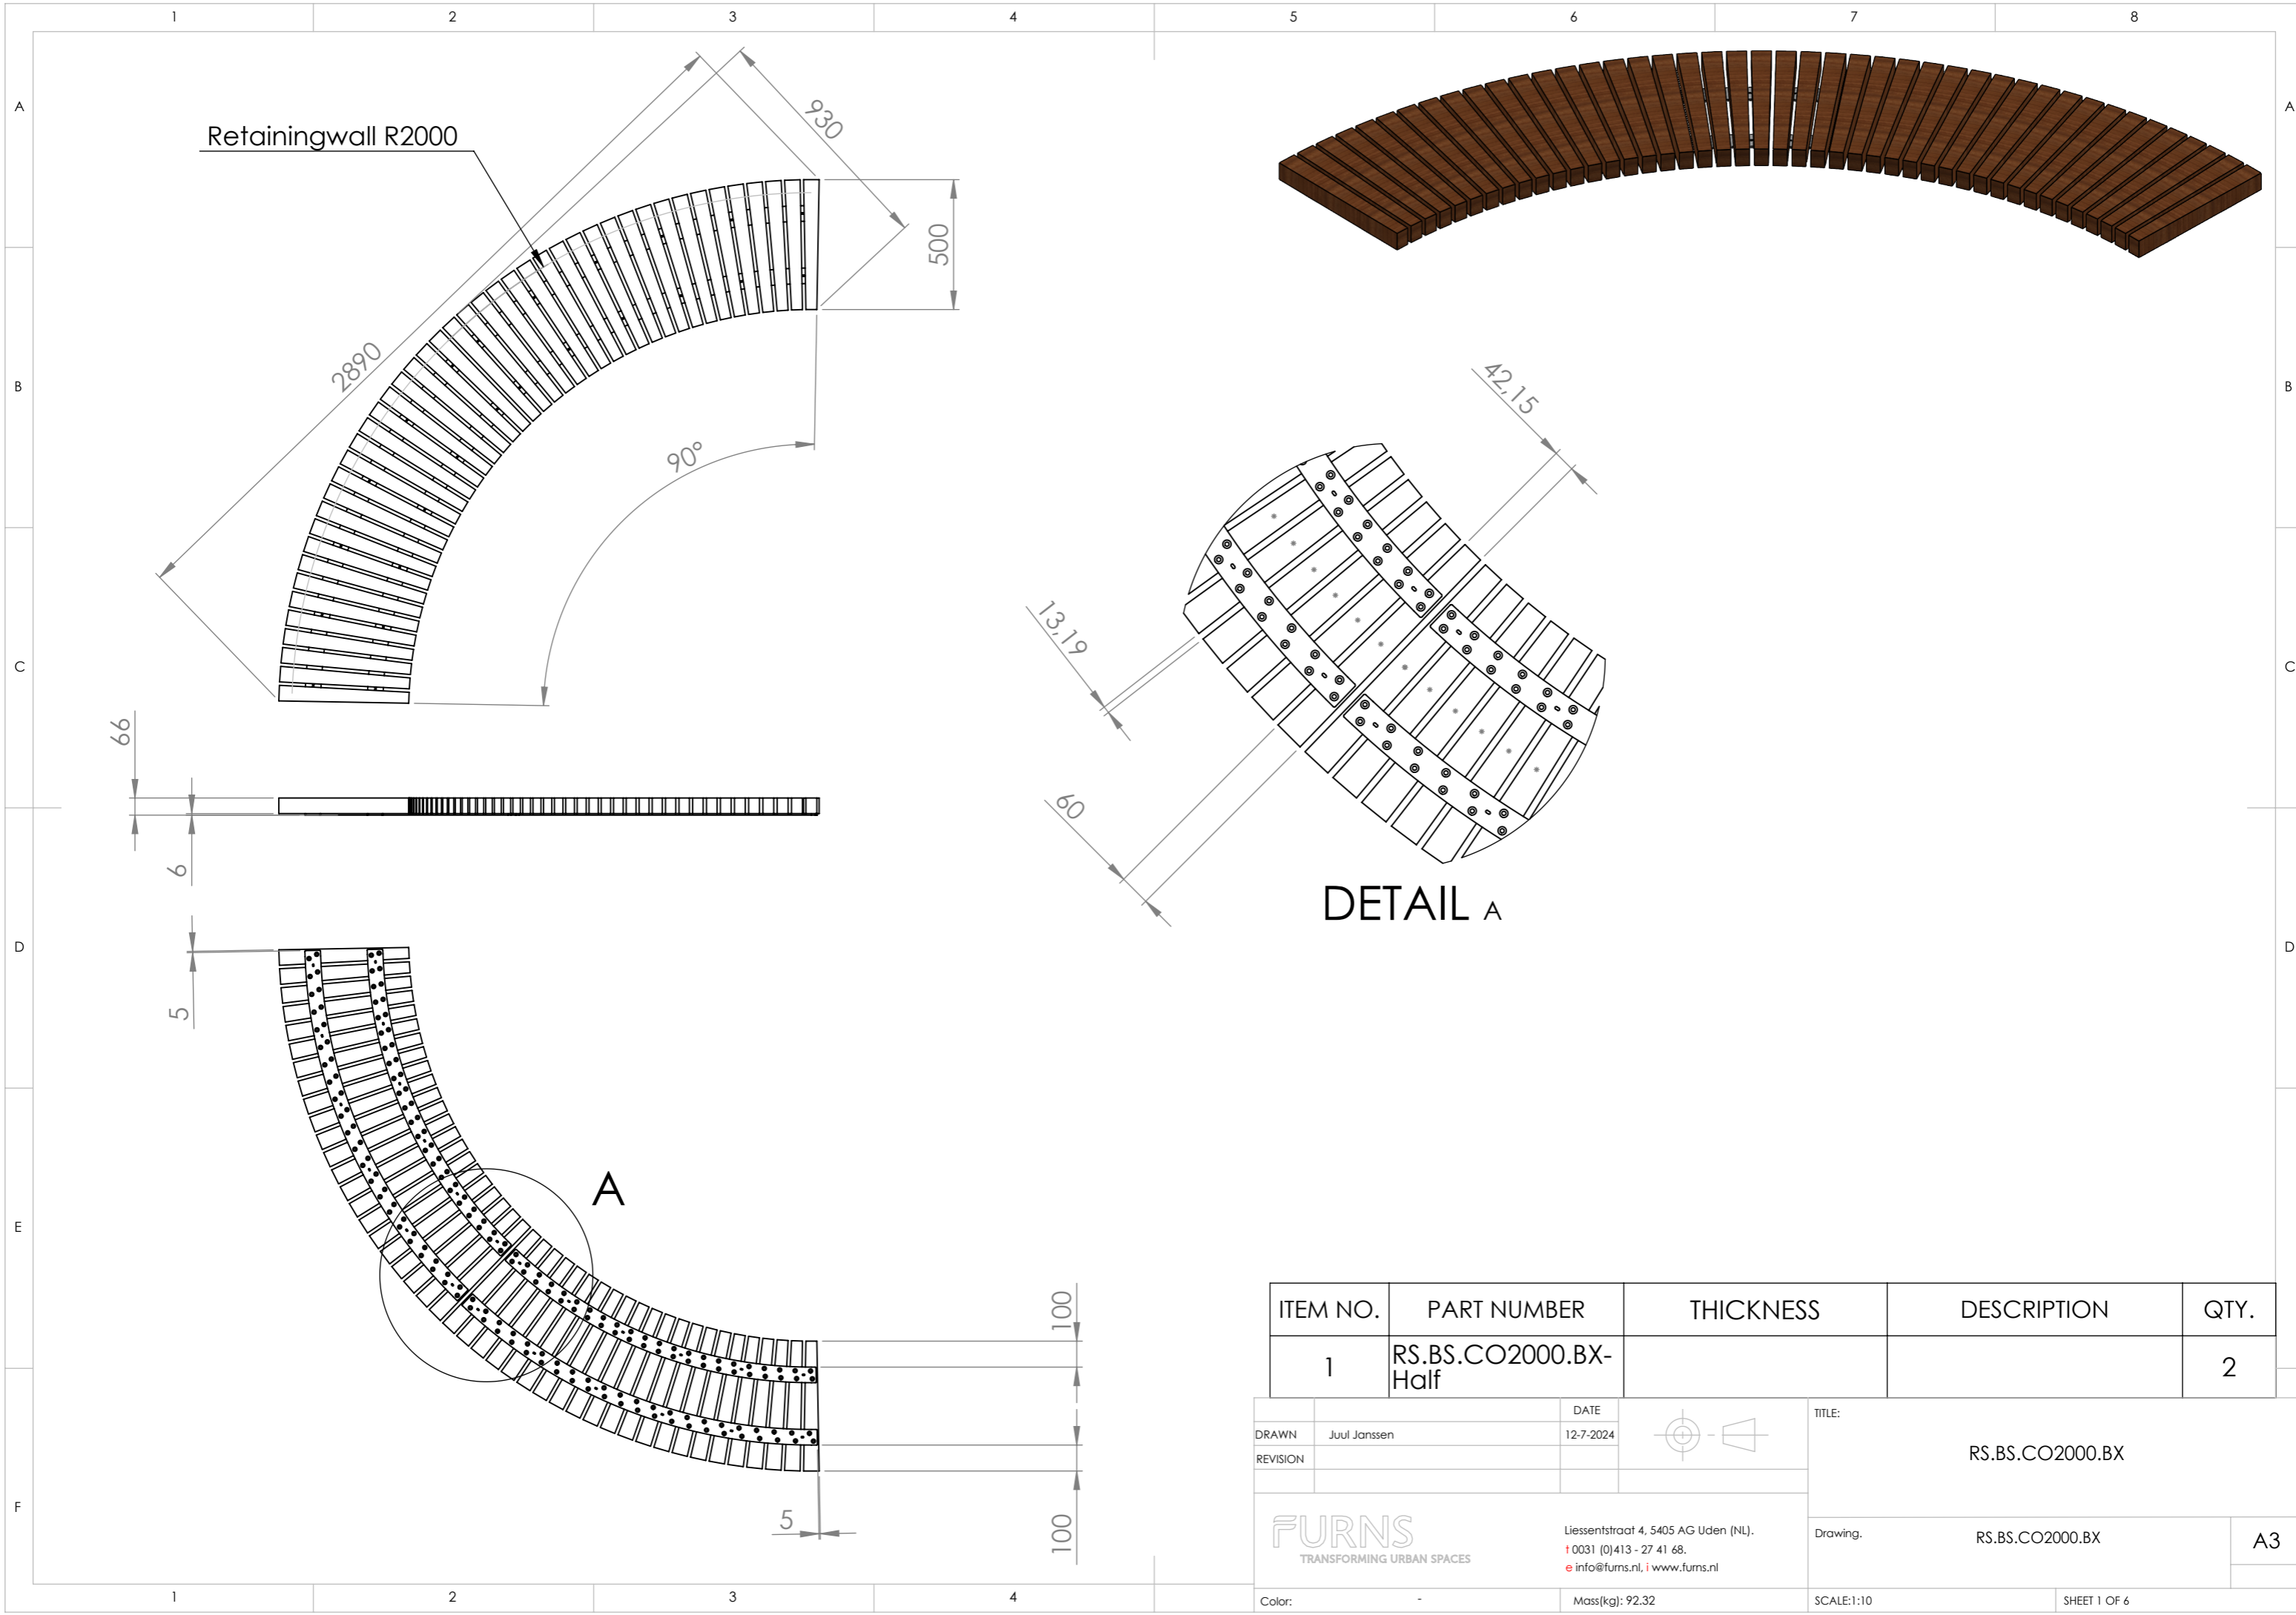 1 2 3 4 5 6 7 8
A A
Retainingwall R2000
930
500
2890
90°
B B
42,15
13,19
60
DETAIL A
C C
66
6
D D
5
A
E
100
100
5
F
ITEM NO. PART NUMBER THICKNESS DESCRIPTION QTY.
1 RS.BS.CO2000.BX-
Half 2
DATE
DRAWN Juul Janssen 12-7-2024
REVISION
TITLE:
RS.BS.CO2000.BX
FURNS
TRANSFORMING URBAN SPACES
Liessentstraat 4, 5405 AG Uden (NL).
t 0031 (0)413 - 27 41 68.
e info@furns.nl, i www.furns.nl
Drawing. RS.BS.CO2000.BX A3
Color: - Mass(kg): 92.32 SCALE:1:10 SHEET 1 OF 6
1 2 3 4